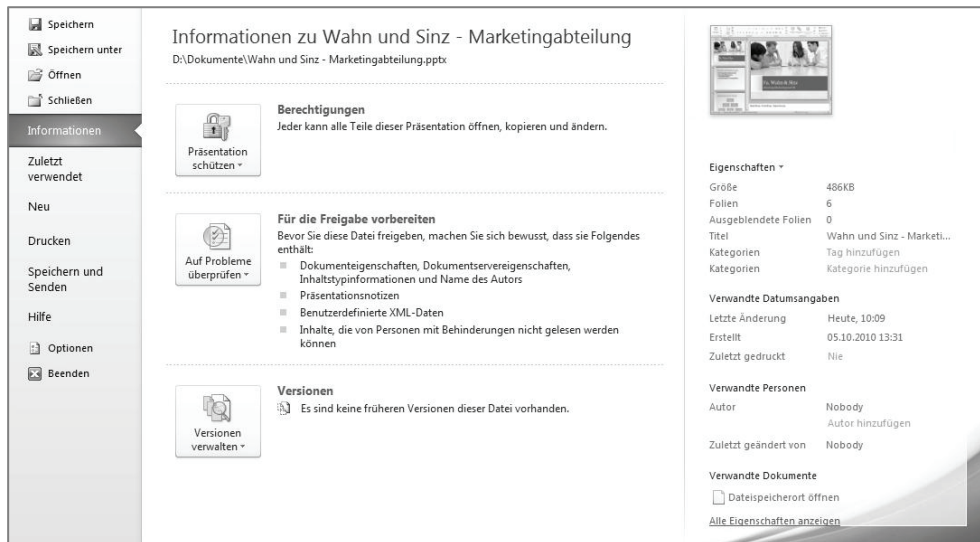 Speichern
Speichern unter
Öffnen
Schließen
Informationen
Zuletzt
verwendet
Neu
Drucken
Speichern und
Senden
Hilfe
Optionen
Beenden
Informationen zu Wahn und Sinz - Marketingabteilung
D:\Dokumente\Wahn und Sinz - Marketingabteilung.pptx
Präsentation
schützen
Berechtigungen
Jeder kann alle Teile dieser Präsentation öffnen, kopieren und ändern.
Auf Probleme
überprüfen
Für die Freigabe vorbereiten
Bevor Sie diese Datei freigeben, machen Sie sich bewusst, dass sie Folgendes
enthält:
Dokumenteigenschaften, Dokumentservereigenschaften,
Inhaltstypinformationen und Name des Autors
Präsentationsnotizen
Benutzerdefinierte XML-Daten
Inhalte, die von Personen mit Behinderungen nicht gelesen werden
können
Versionen
verwalten
Versionen
Es sind keine früheren Versionen dieser Datei vorhanden.
Eigenschaften
Größe 486KB
Folien 6
Ausgeblendete Folien 0
Titel Wahn und Sinz - Marketi...
Kategorien Tag hinzufügen
Kategorien Kategorie hinzufügen
Verwandte Datumsangaben
Letzte Änderung Heute, 10:09
Erstellt 05.10.2010 13:31
Zuletzt gedruckt Nie
Verwandte Personen
Autor Nobody
Autor hinzufügen
Zuletzt geändert von Nobody
Verwandte Dokumente
Dateispeicherort öffnen
Alle Eigenschaften anzeigen